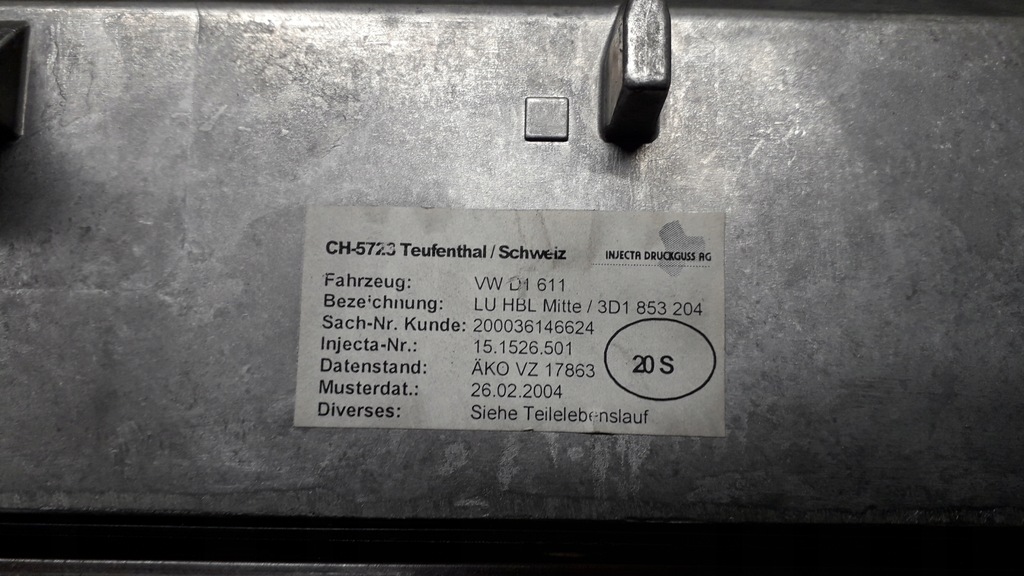 CH-5723 Teufenthal / Schweiz
INJECTA DRUCKGUSS AG
Fahrzeug: VW D1 611
Bezeichnung: LU HBL Mitte / 3D1 853 204
Sach-Nr. Kunde: 200036146624
Injecta-Nr.: 15.1526.501
Datenstand: ÄKO VZ 17863
Musterdat.: 26.02.2004
Diverses: Siehe Teilelebenslauf
20 S